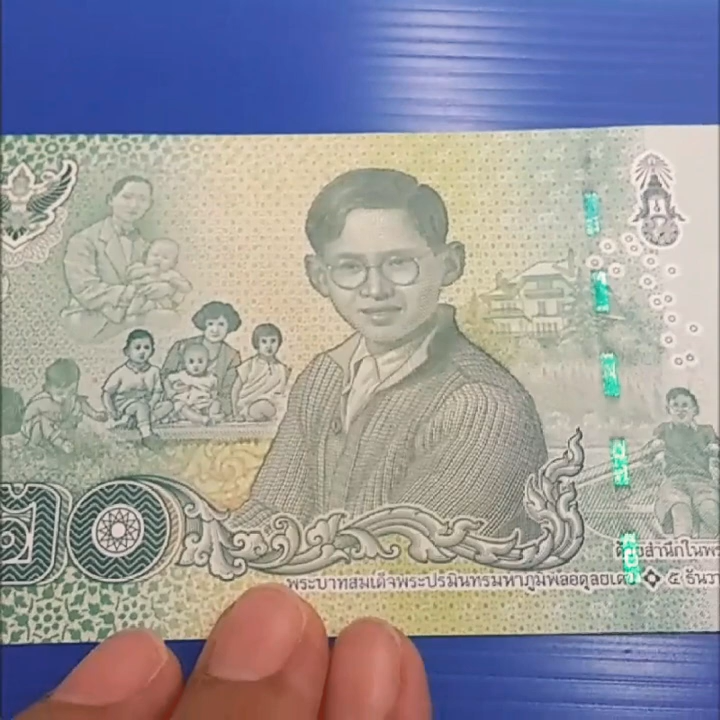 ๒๐
ด้วยสำนึกใน
พระบาทสมเด็จพระปรมินทรมหาภูมิพลอดุลยเดช ๕ ธันวา